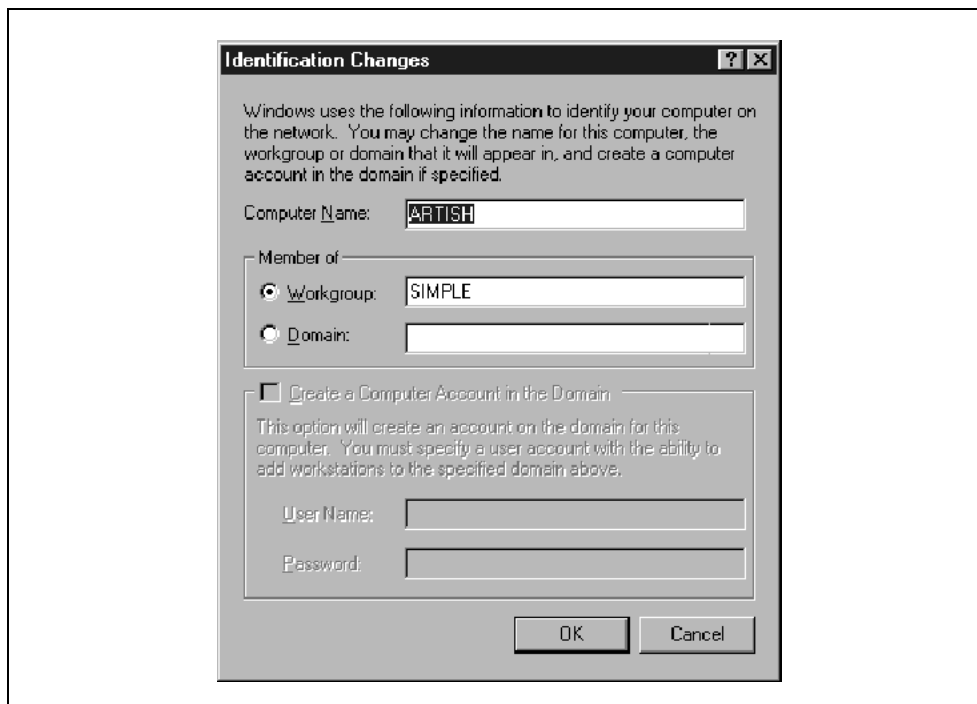 Identification Changes
Windows uses the following information to identify your computer on
the network. You may change the name for this computer, the
workgroup or domain that it will appear in, and create a computer
account in the domain if specified.
Computer Name: ARTISH
Member of
Workgroup: SIMPLE
Domain:
Create a Computer Account in the Domain
This option will create an account on the domain for this
computer. You must specify a user account with the ability to
add workstations to the specified domain above.
User Name:
Password:
OK Cancel